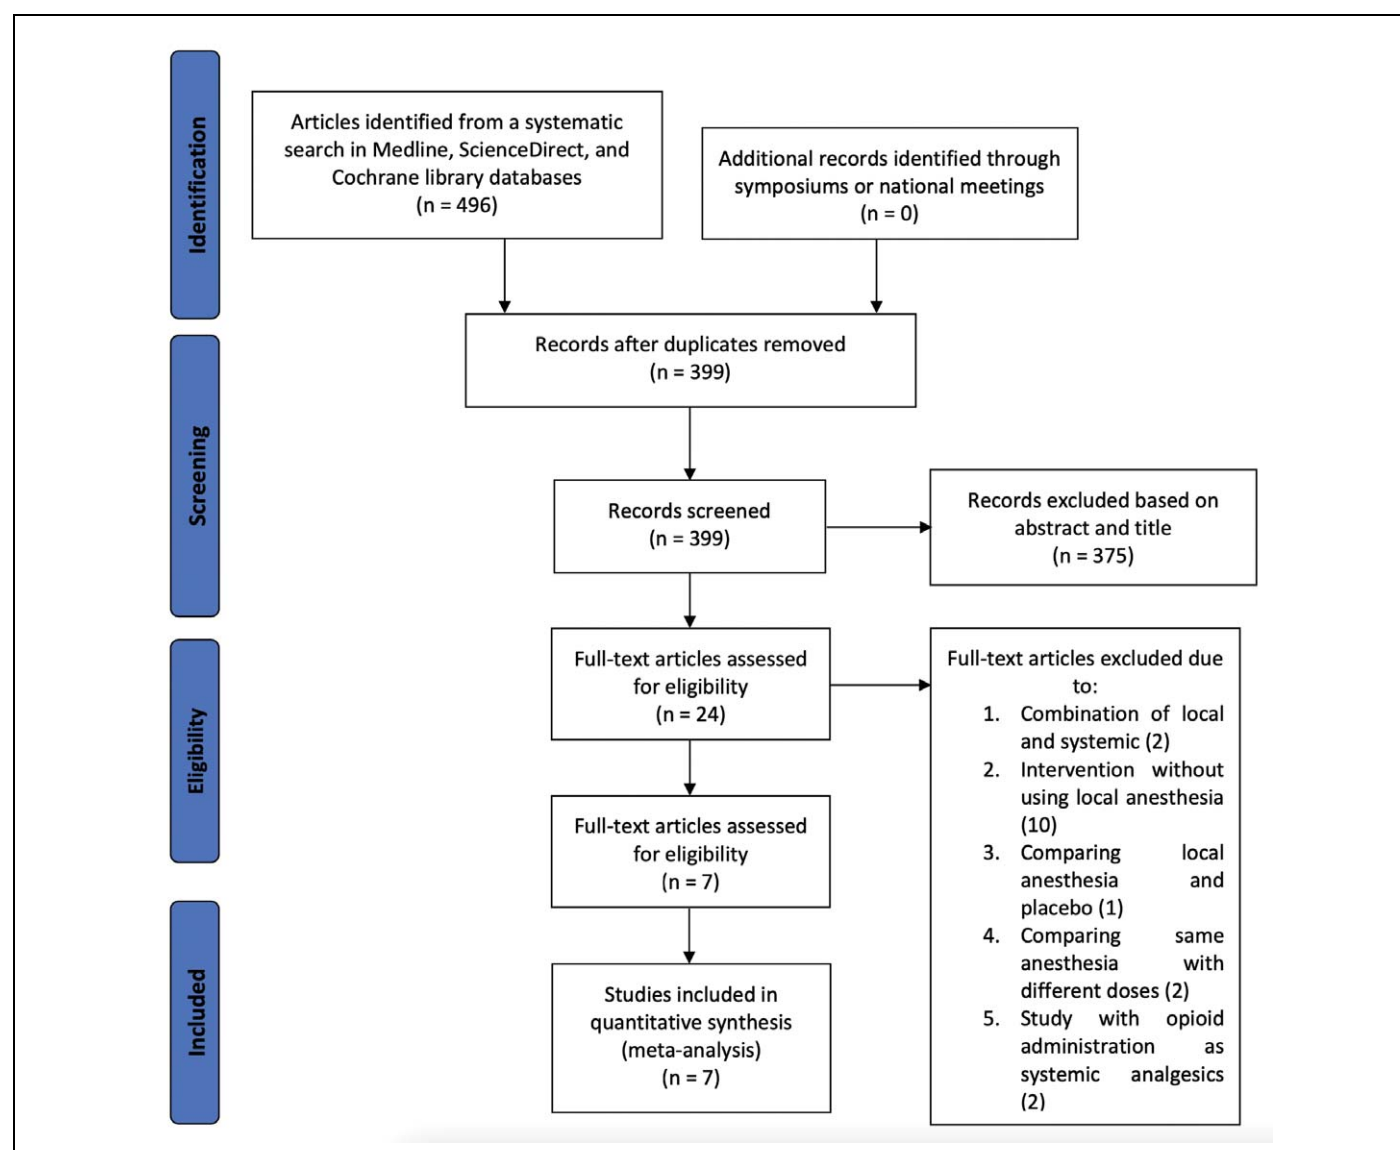 Identification
Articles identified from a systematic
search in Medline, ScienceDirect, and
Cochrane library databases
(n = 496)
Additional records identified through
symposiums or national meetings
(n = 0)
Records after duplicates removed
(n = 399)
Screening
Records screened
(n = 399)
Records excluded based on
abstract and title
(n = 375)
Eligibility
Full-text articles assessed
for eligibility
(n = 24)
Full-text articles excluded due
to:
1. Combination of local
and systemic (2)
2. Intervention without
using local anesthesia
(10)
3. Comparing local
anesthesia and
placebo (1)
4. Comparing same
anesthesia with
different doses (2)
5. Study with opioid
administration as
systemic analgesics
(2)
Full-text articles assessed
for eligibility
(n = 7)
Included
Studies included in
quantitative synthesis
(meta-analysis)
(n = 7)